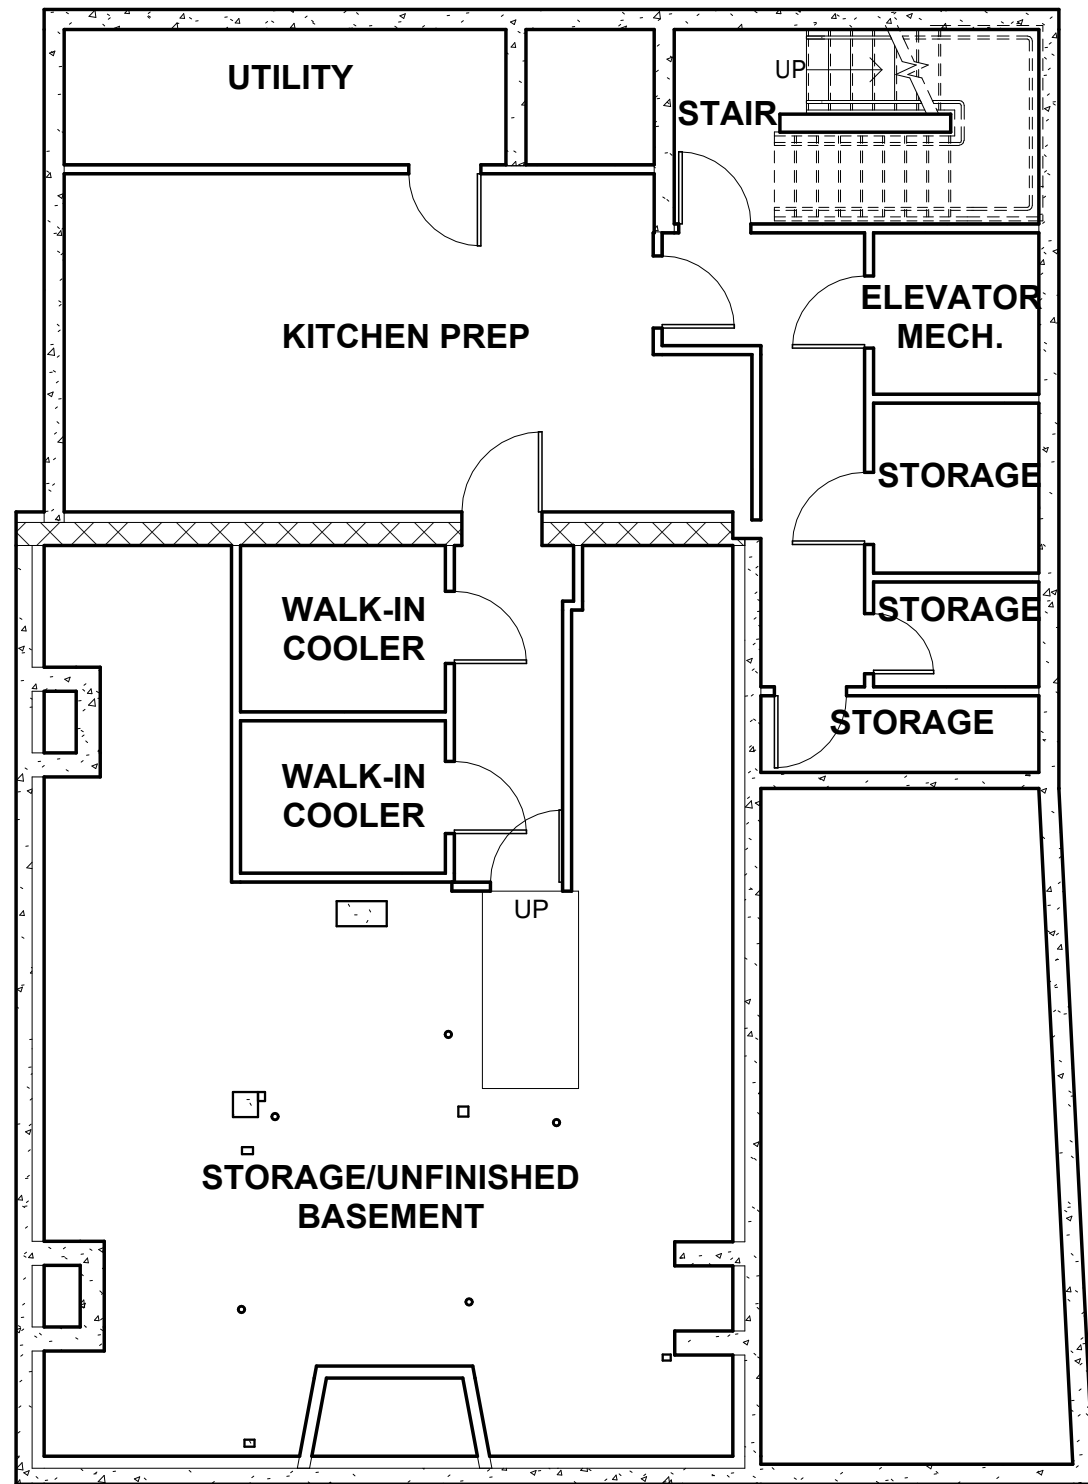 UTILITY
UP
STAIR
ELEVATOR
MECH.
KITCHEN PREP
STORAGE
WALK-IN
COOLER
STORAGE
STORAGE
WALK-IN
COOLER
UP
STORAGE/UNFINISHED
BASEMENT